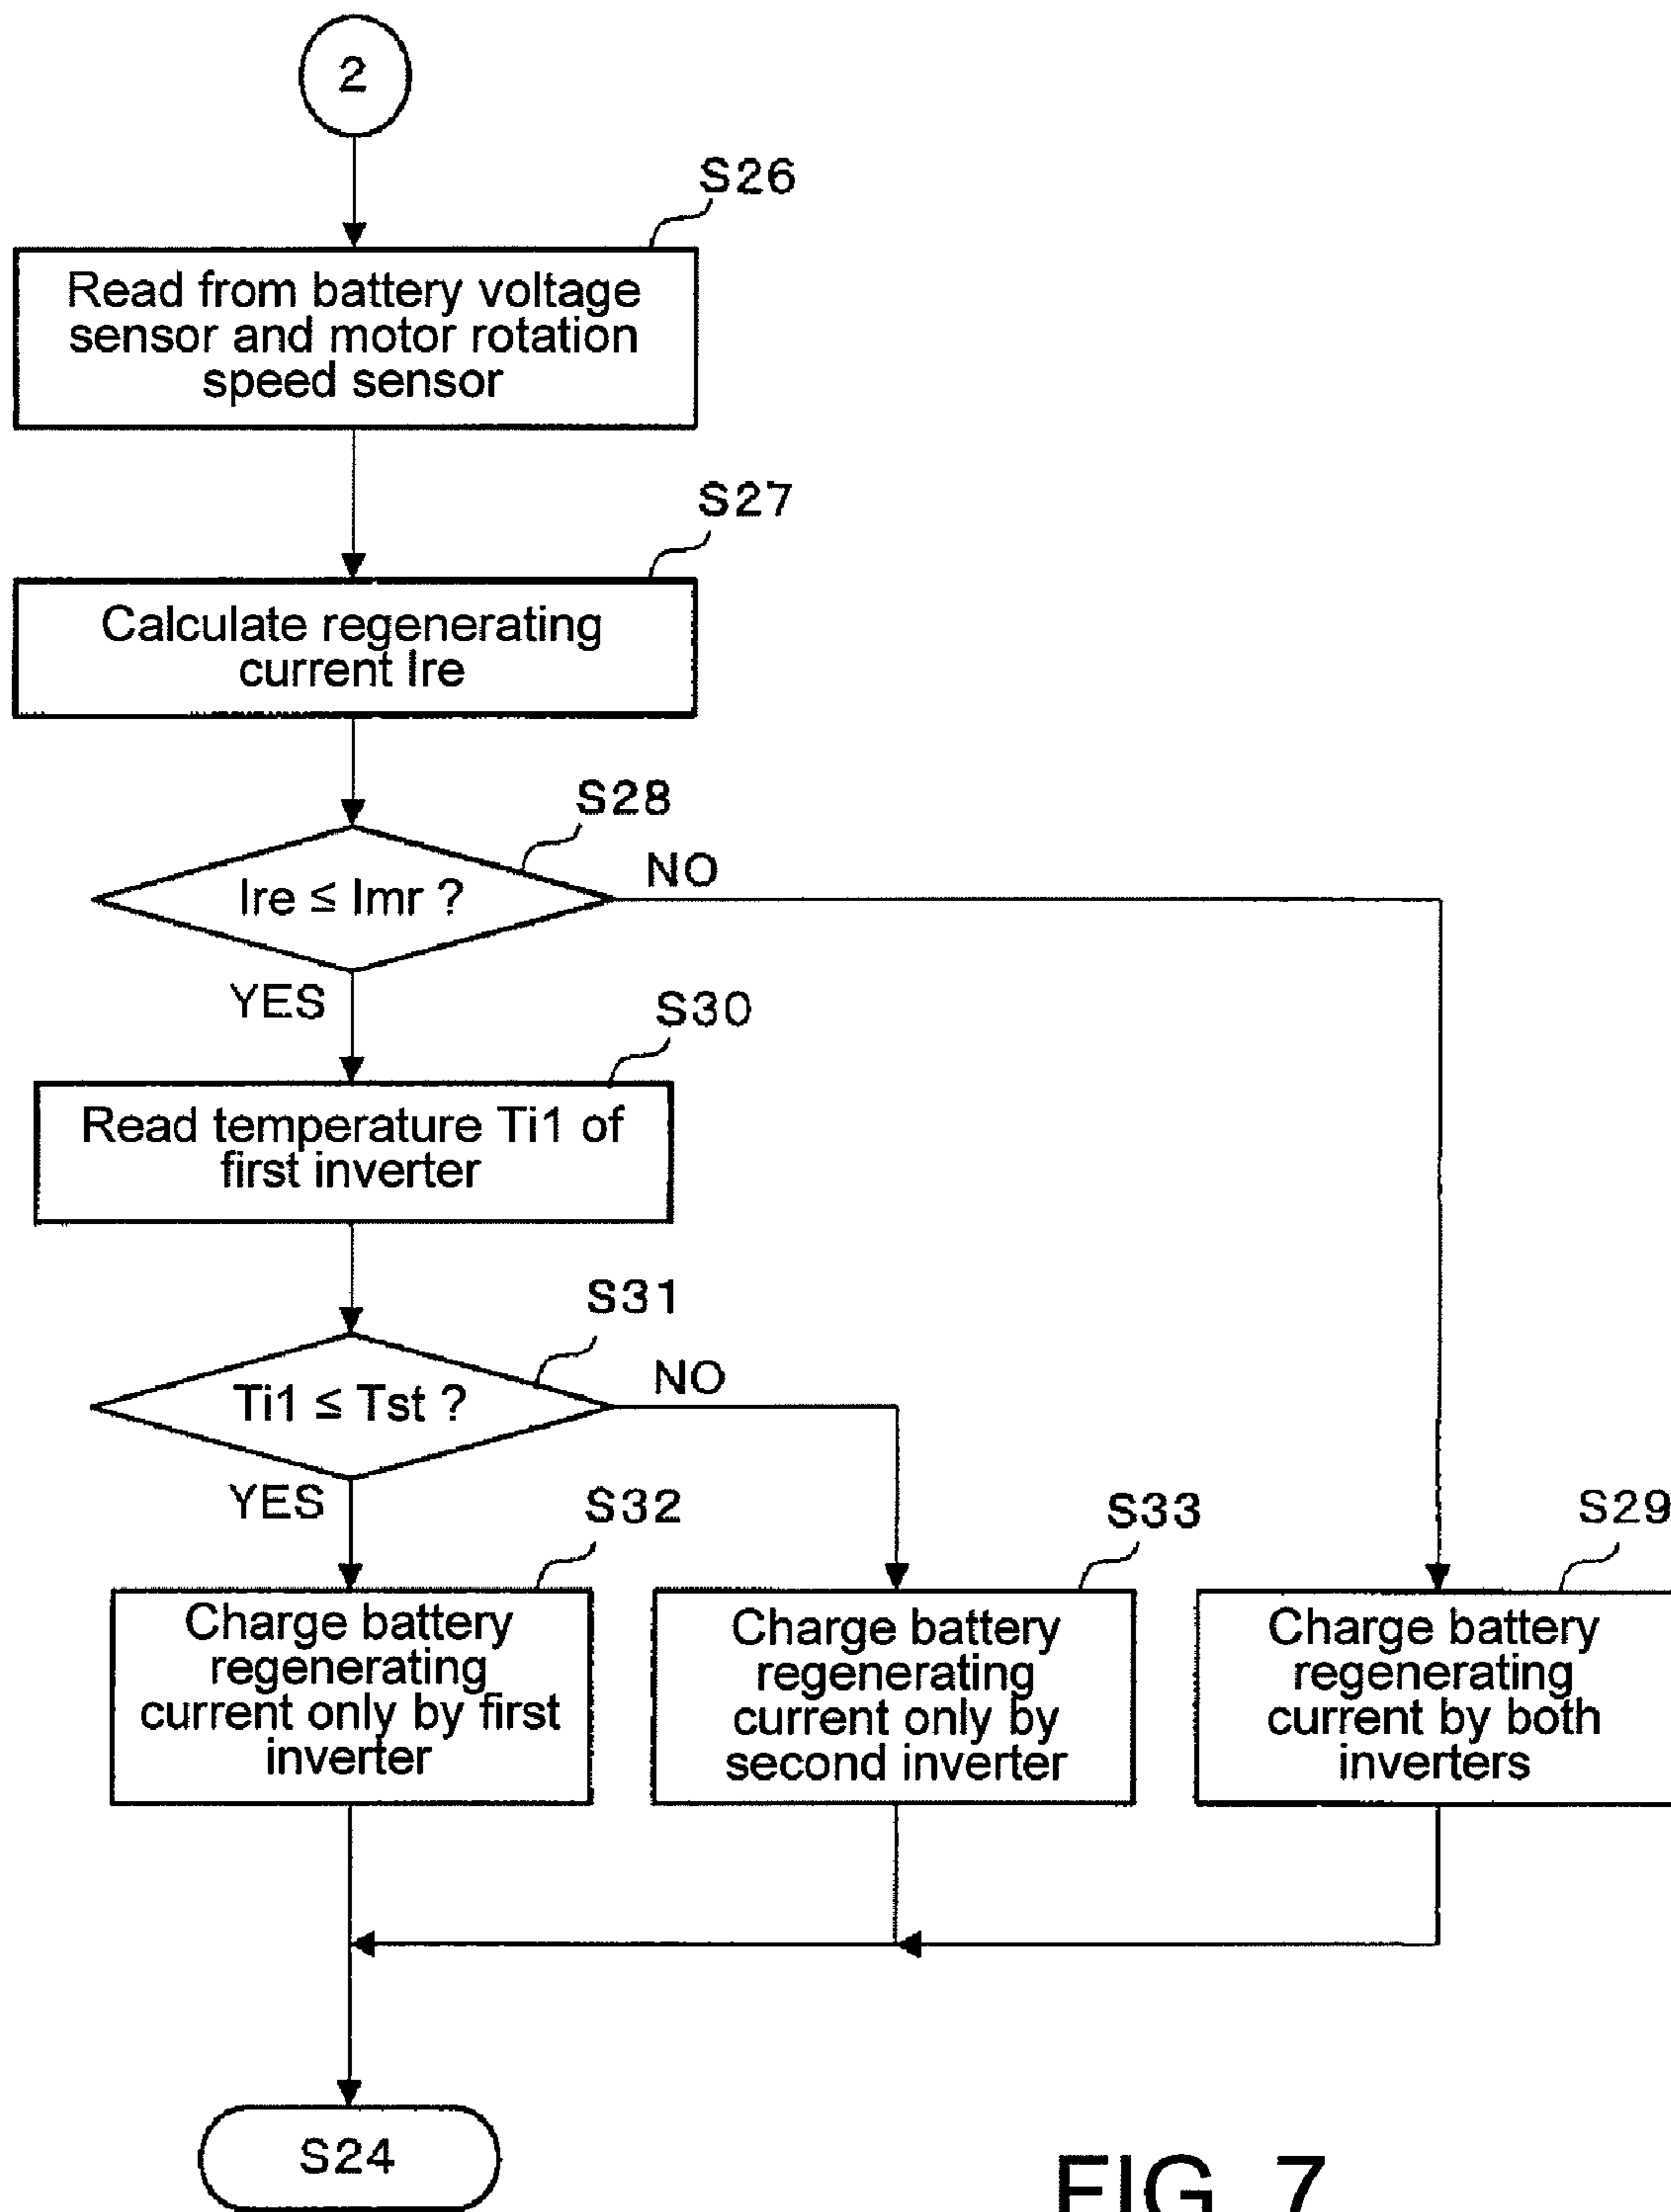 2
S26
Read from battery voltage
sensor and motor rotation
speed sensor
S27
Calculate regenerating
current Ire
S28
Ire ≤ Imr ?
NO
YES
S30
Read temperature Ti1 of
first inverter
S31
Ti1 ≤ Tst ?
NO
YES
S32
Charge battery
regenerating
current only by first
inverter
S33
Charge battery
regenerating
current only by
second inverter
S29
Charge battery
regenerating
current by both
inverters
S24
FIG. 7